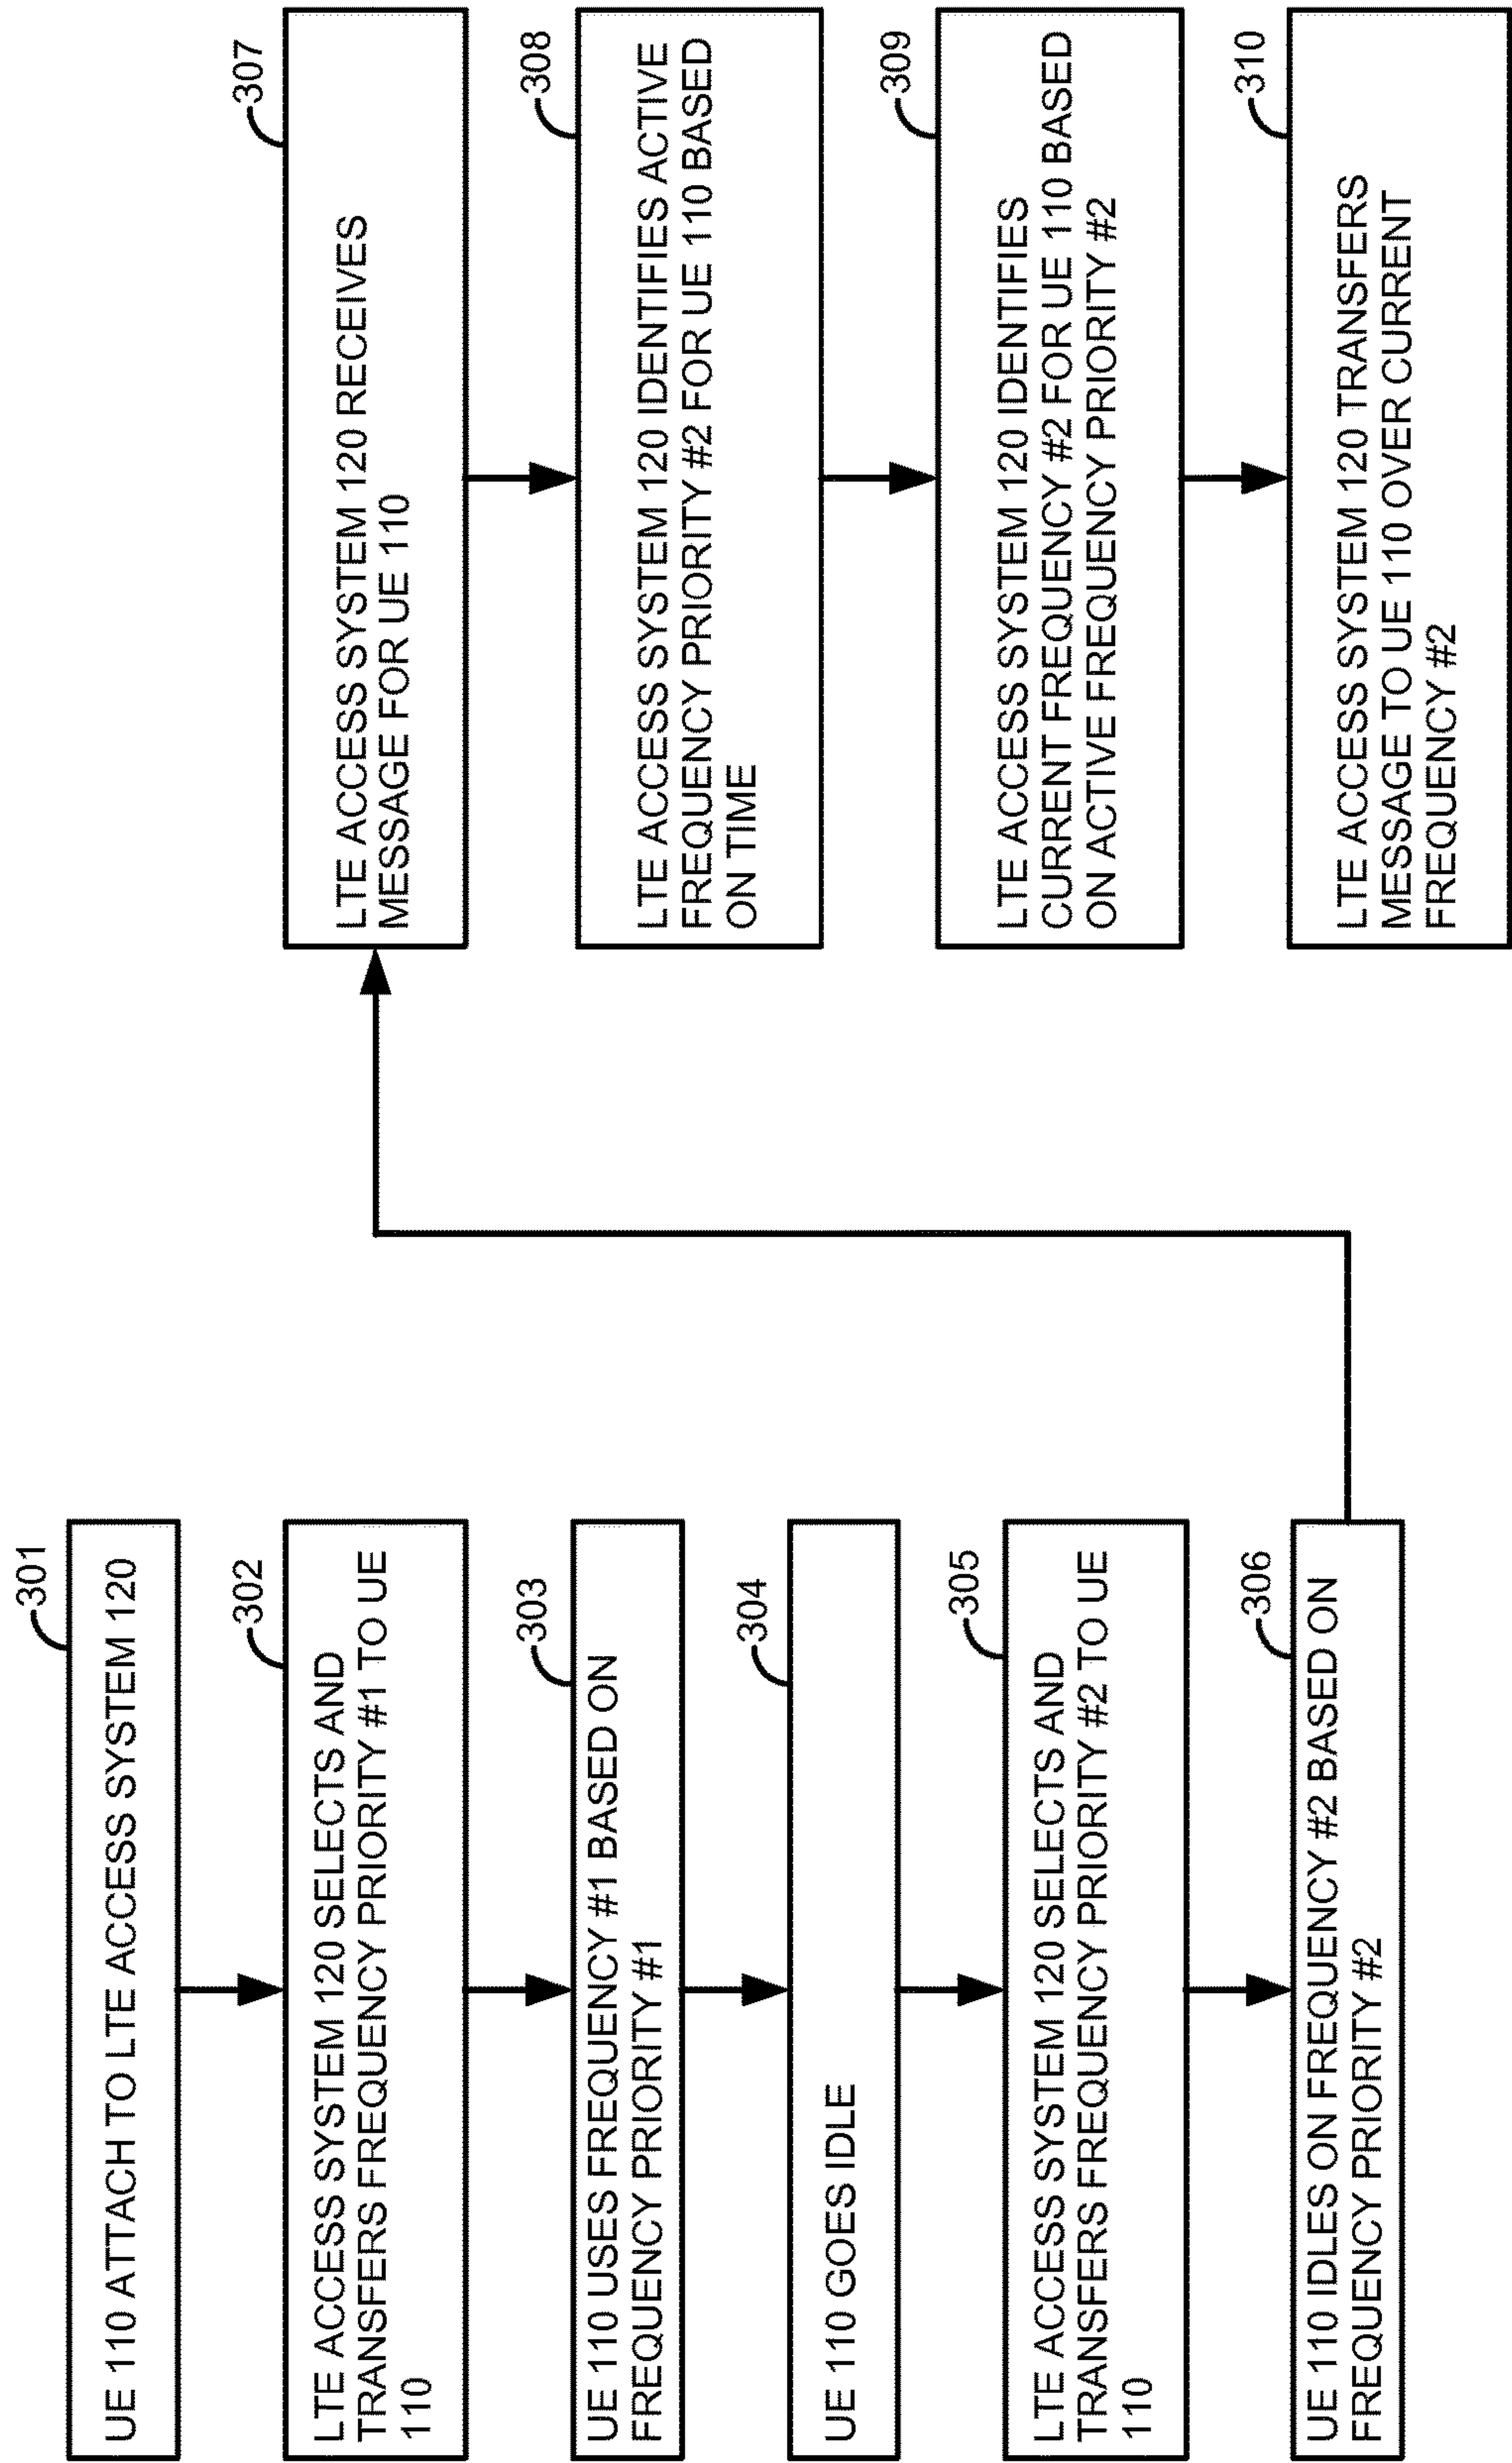 301
UE 110 ATTACH TO LTE ACCESS SYSTEM 120
302
LTE ACCESS SYSTEM 120 SELECTS AND
TRANSFERS FREQUENCY PRIORITY #1 TO UE
110
303
UE 110 USES FREQUENCY #1 BASED ON
FREQUENCY PRIORITY #1
304
UE 110 GOES IDLE
305
LTE ACCESS SYSTEM 120 SELECTS AND
TRANSFERS FREQUENCY PRIORITY #2 TO UE
110
306
UE 110 IDLES ON FREQUENCY #2 BASED ON
FREQUENCY PRIORITY #2
307
LTE ACCESS SYSTEM 120 RECEIVES
MESSAGE FOR UE 110
308
LTE ACCESS SYSTEM 120 IDENTIFIES ACTIVE
FREQUENCY PRIORITY #2 FOR UE 110 BASED
ON TIME
309
LTE ACCESS SYSTEM 120 IDENTIFIES
CURRENT FREQUENCY #2 FOR UE 110 BASED
ON ACTIVE FREQUENCY PRIORITY #2
310
LTE ACCESS SYSTEM 120 TRANSFERS
MESSAGE TO UE 110 OVER CURRENT
FREQUENCY #2